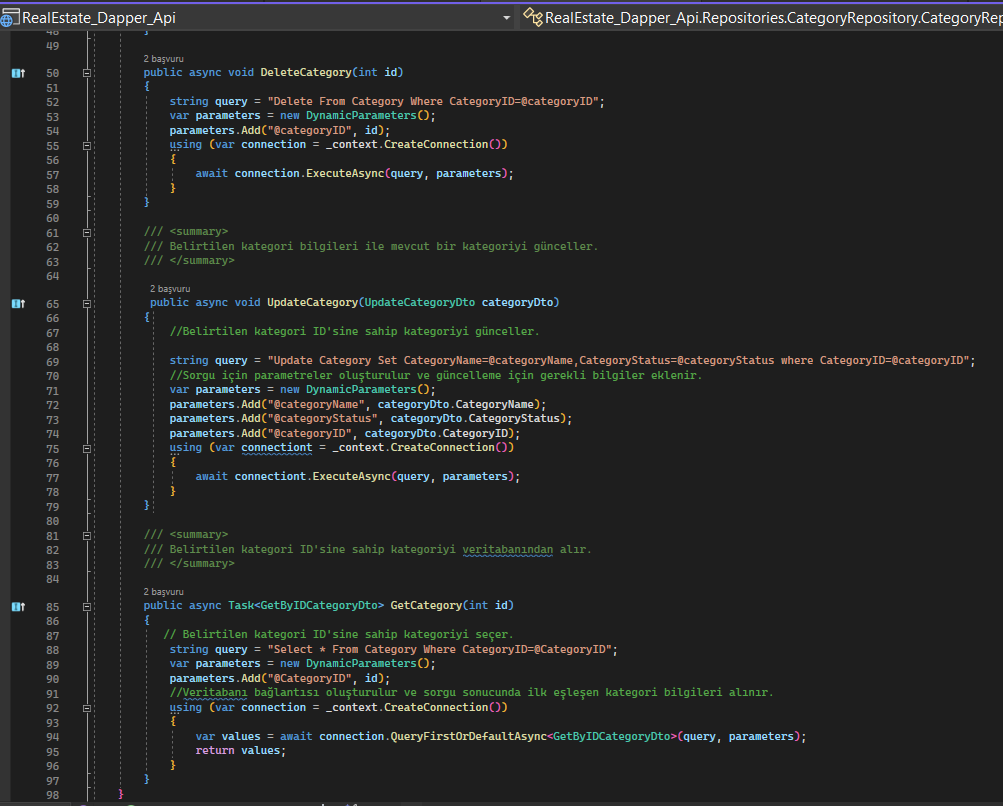 RealEstate_Dapper_Api
RealEstate_Dapper_Api.Repositories.CategoryRepository.CategoryRep
48 }
49
2 başvuru
50 public async void DeleteCategory(int id)
51 {
52 string query = "Delete From Category Where CategoryID=@categoryID";
53 var parameters = new DynamicParameters();
54 parameters.Add("@categoryID", id);
55 using (var connection = _context.CreateConnection())
56 {
57 await connection.ExecuteAsync(query, parameters);
58 }
59 }
60
61 /// <summary>
62 /// Belirtilen kategori bilgileri ile mevcut bir kategoriyi günceller.
63 /// </summary>
64
2 başvuru
65 public async void UpdateCategory(UpdateCategoryDto categoryDto)
66 {
67 //Belirtilen kategori ID'sine sahip kategoriyi günceller.
68
69 string query = "Update Category Set CategoryName=@categoryName,CategoryStatus=@categoryStatus where CategoryID=@categoryID";
70 //Sorgu için parametreler oluşturulur ve güncelleme için gerekli bilgiler eklenir.
71 var parameters = new DynamicParameters();
72 parameters.Add("@categoryName", categoryDto.CategoryName);
73 parameters.Add("@categoryStatus", categoryDto.CategoryStatus);
74 parameters.Add("@categoryID", categoryDto.CategoryID);
75 using (var connectiont = _context.CreateConnection())
76 {
77 await connectiont.ExecuteAsync(query, parameters);
78 }
79 }
80
81 /// <summary>
82 /// Belirtilen kategori ID'sine sahip kategoriyi veritabanından alır.
83 /// </summary>
84
2 başvuru
85 public async Task<GetByIDCategoryDto> GetCategory(int id)
86 {
87 // Belirtilen kategori ID'sine sahip kategoriyi seçer.
88 string query = "Select * From Category Where CategoryID=@CategoryID";
89 var parameters = new DynamicParameters();
90 parameters.Add("@CategoryID", id);
91 //Veritabanı bağlantısı oluşturulur ve sorgu sonucunda ilk eşleşen kategori bilgileri alınır.
92 using (var connection = _context.CreateConnection())
93 {
94 var values = await connection.QueryFirstOrDefaultAsync<GetByIDCategoryDto>(query, parameters);
95 return values;
96 }
97 }
98 }